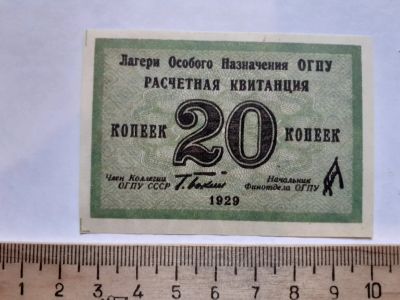 Лагери Особого Назначения ОГПУ
РАСЧЕТНАЯ КВИТАНЦИЯ
КОПЕЕК 20 КОПЕЕК
Член Коллегии
ОГПУ СССР
Начальник
Финотдела ОГПУ
1929
1 2 3 4 5 6 7 8 9 10